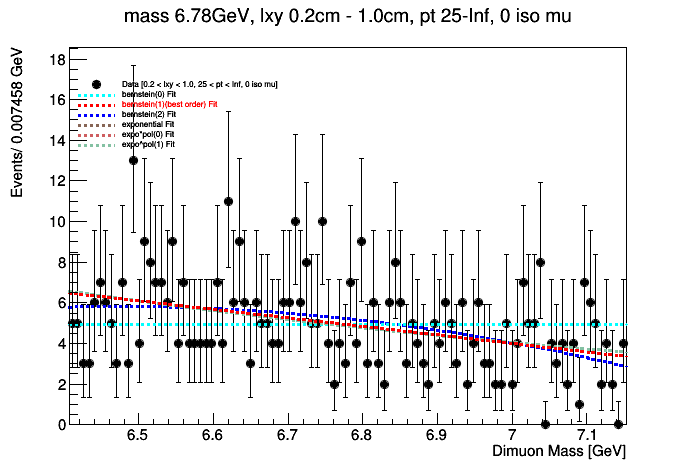 mass 6.78GeV, lxy 0.2cm - 1.0cm, pt 25-Inf, 0 iso mu
Events/ 0.007458 GeV
18
16
14
12
10
8
6
4
2
0
Data [0.2 < lxy < 1.0, 25 < pt < Inf, 0 iso mu]
bernstein(0) Fit
bernstein(1)(best order) Fit
bernstein(2) Fit
exponential Fit
expo*pol(0) Fit
expo*pol(1) Fit
6.5 6.6 6.7 6.8 6.9 7 7.1
Dimuon Mass [GeV]